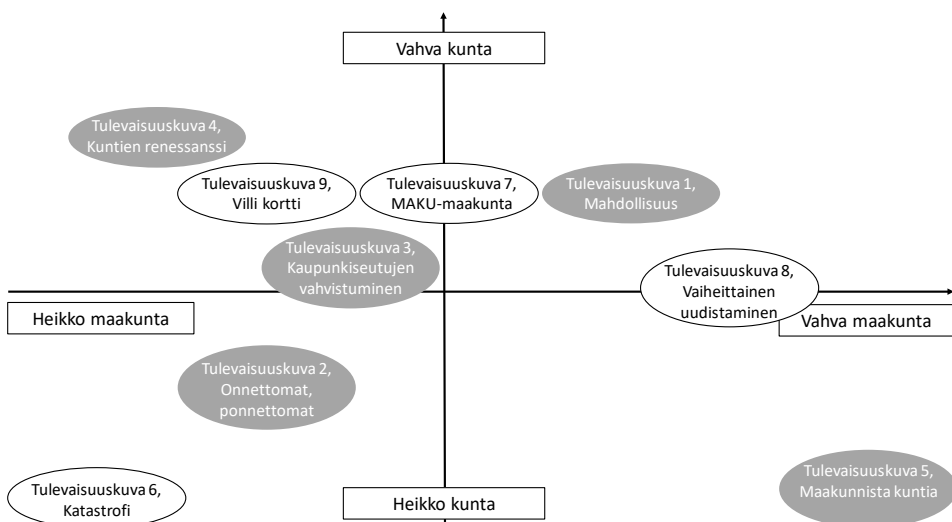 Vahva kunta
Tulevaisuuskuva 4,
Kuntien renessanssi
Tulevaisuuskuva 9,
Villi kortti
Tulevaisuuskuva 7,
MAKU-maakunta
Tulevaisuuskuva 1,
Mahdollisuus
Tulevaisuuskuva 3,
Kaupunkiseutujen
vahvistuminen
Tulevaisuuskuva 8,
Vaiheittainen
uudistaminen
Heikko maakunta
Vahva maakunta
Tulevaisuuskuva 2,
Onnettomat,
ponnettomat
Tulevaisuuskuva 6,
Katastrofi
Heikko kunta
Tulevaisuuskuva 5,
Maakunnista kuntia